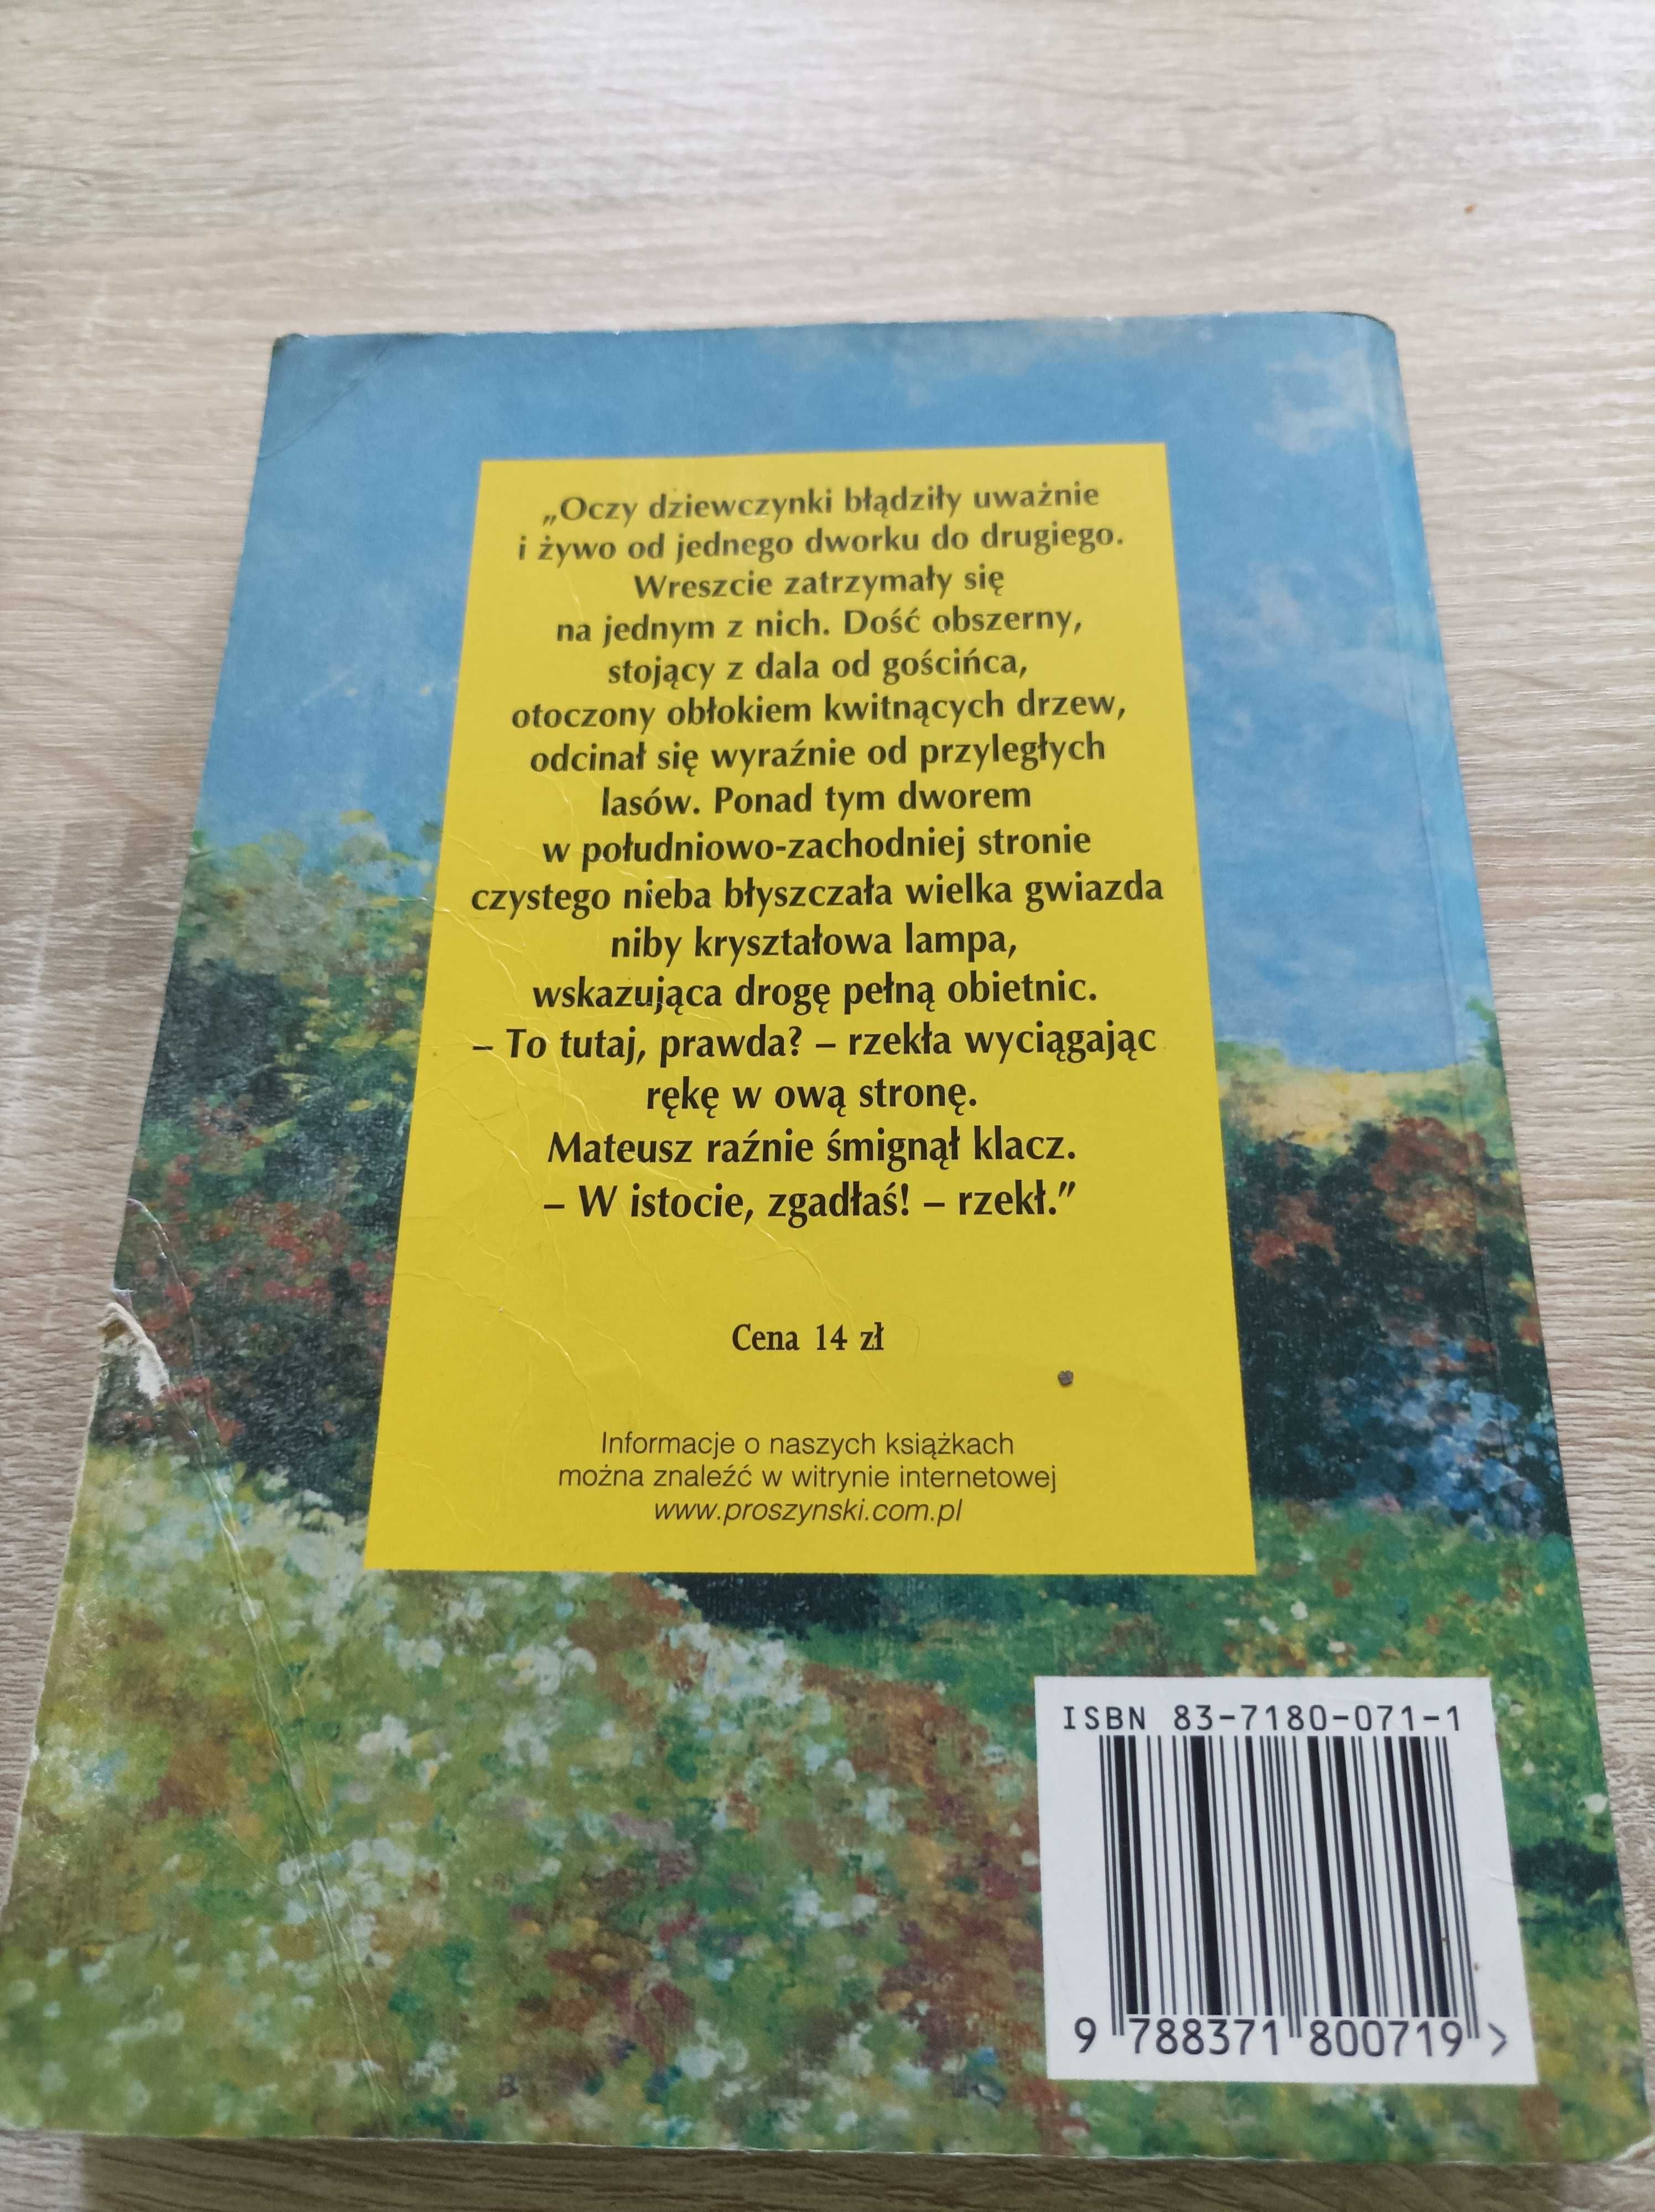 „Oczy dziewczynki błądziły uważnie
i żywo od jednego dworku do drugiego.
Wreszcie zatrzymały się
na jednym z nich. Dość obszerny,
stojący z dala od gościńca,
otoczony obłokiem kwitnących drzew,
odcinał się wyraźnie od przyległych
lasów. Ponad tym dworem
w południowo-zachodniej stronie
czystego nieba błyszczała wielka gwiazda
niby kryształowa lampa,
wskazująca drogę pełną obietnic.
– To tutaj, prawda? – rzekła wyciągając
rękę w ową stronę.
Mateusz raźnie śmignął klacz.
– W istocie, zgadłaś! – rzekł.”
Cena 14 zł
Informacje o naszych książkach
można znaleźć w witrynie internetowej
www.proszynski.com.pl
ISBN 83-7180-071-1
9 788371 800719 >